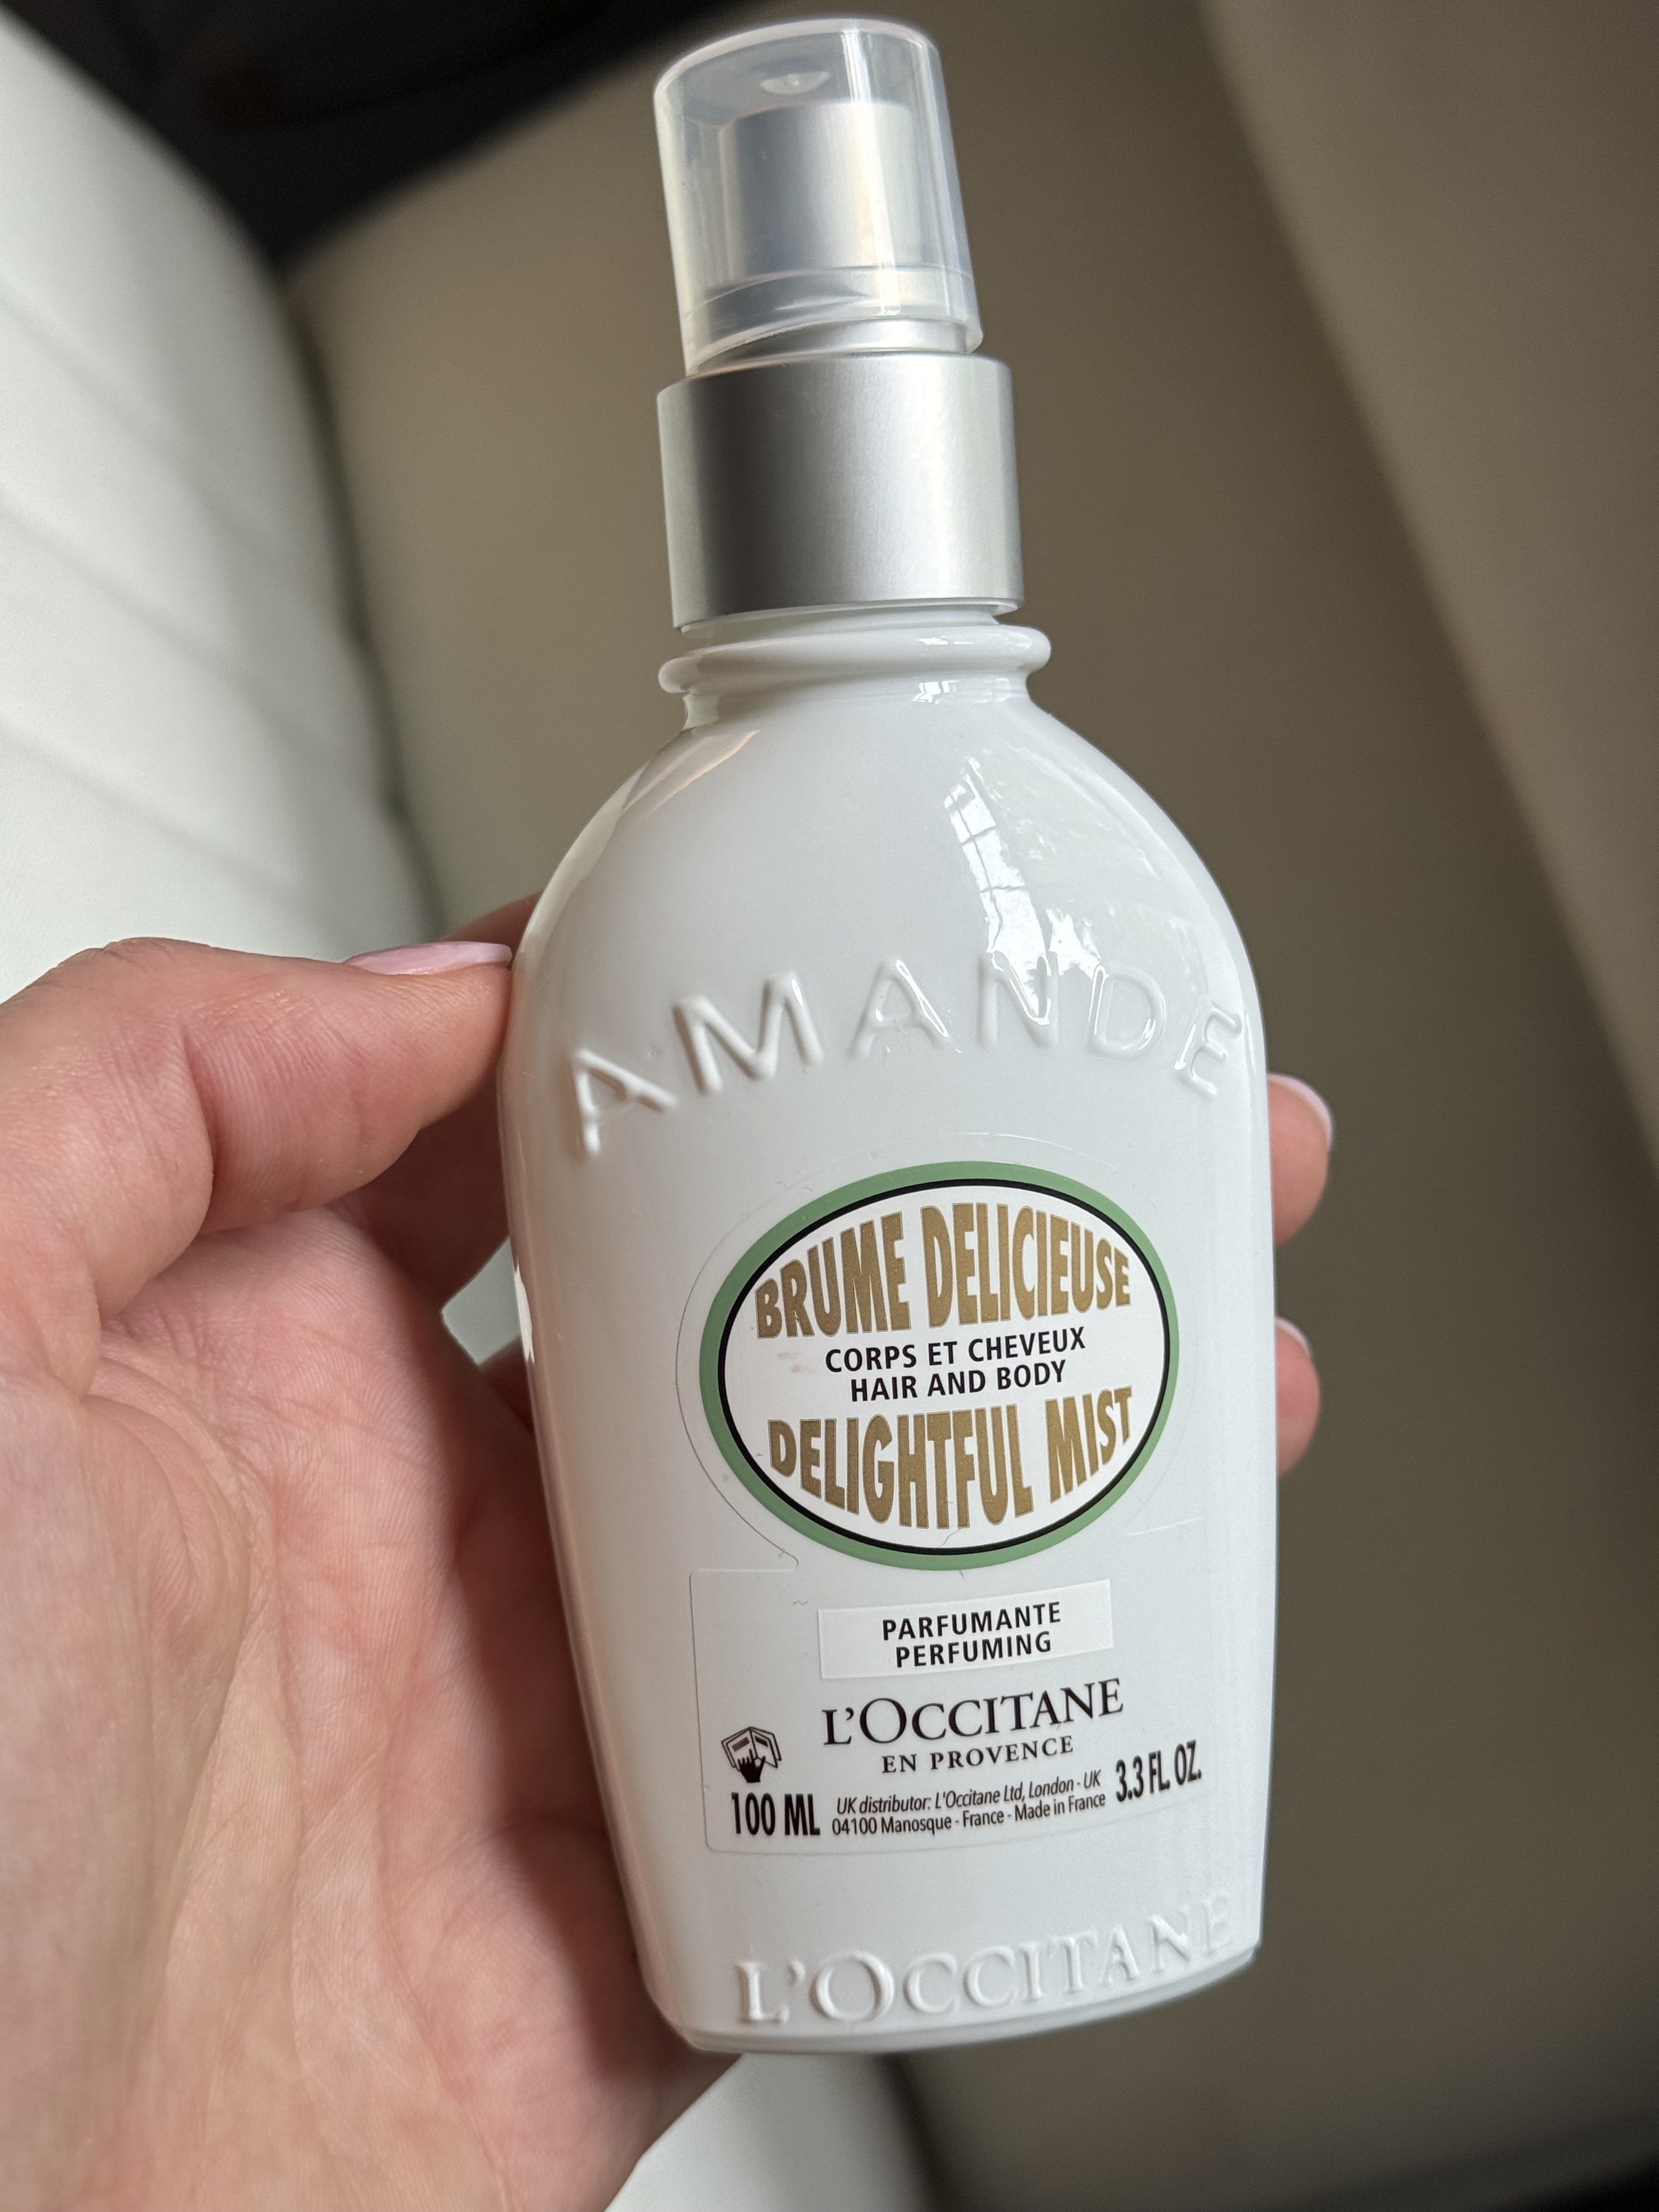 AMANDE
BRUME DELICIEUSE
CORPS ET CHEVEUX
HAIR AND BODY
DELIGHTFUL MIST
PARFUMANTE
PERFUMING
L'OCCITANE
EN PROVENCE
100 ML
UK distributor: L'Occitane Ltd, London - UK
04100 Manosque - France - Made in France
3.3 FL. OZ.
L'OCCITANE